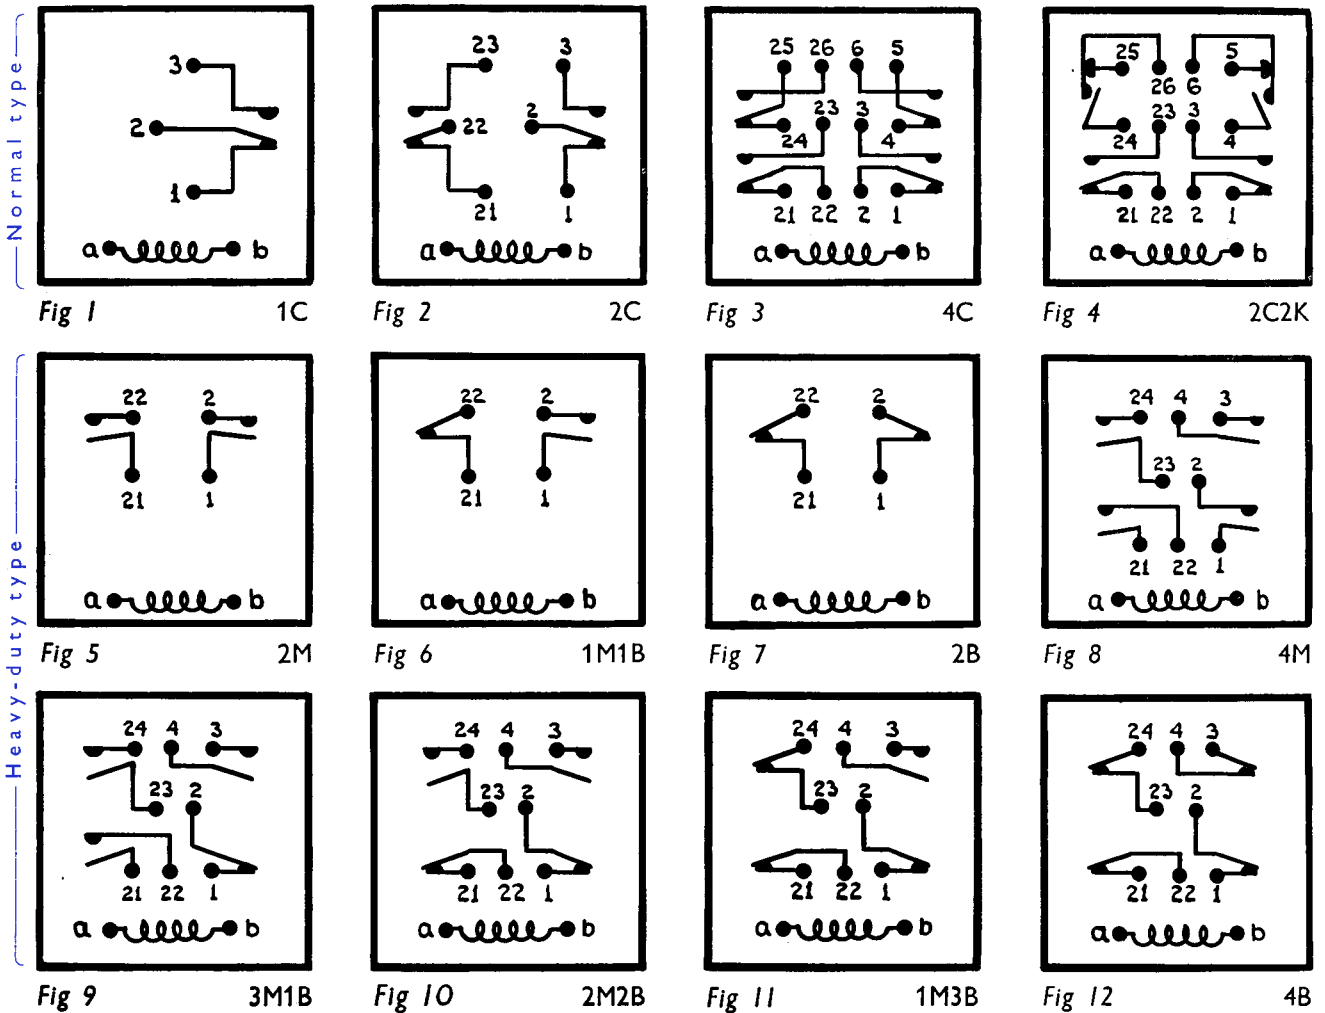 Normal type
3
2
1
a b
Fig 1 1C
23 3
22 2
21 1
a b
Fig 2 2C
25 26 6 5
23 3
24 4
21 22 2 1
a b
Fig 3 4C
25 5
26 6
23 3
24 4
21 22 2 1
a b
Fig 4 2C2K
Heavy-duty type
22 2
21 1
a b
Fig 5 2M
22 2
21 1
a b
Fig 6 1M1B
22 2
21 1
a b
Fig 7 2B
24 4 3
23 2
21 22 1
a b
Fig 8 4M
24 4 3
23 2
21 22 1
a b
Fig 9 3M1B
24 4 3
23 2
21 22 1
a b
Fig 10 2M2B
24 4 3
23 2
21 22 1
a b
Fig 11 1M3B
24 4 3
23 2
21 22 1
a b
Fig 12 4B